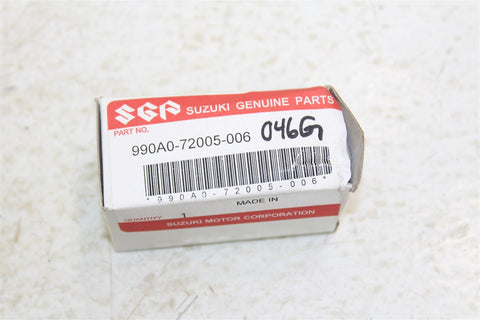 SGP SUZUKI GENUINE PARTS
PART NO.
990A0-72005-006 046G
*990A0-72005-006*
MADE IN
QUANTITY 1
SUZUKI MOTOR CORPORATION